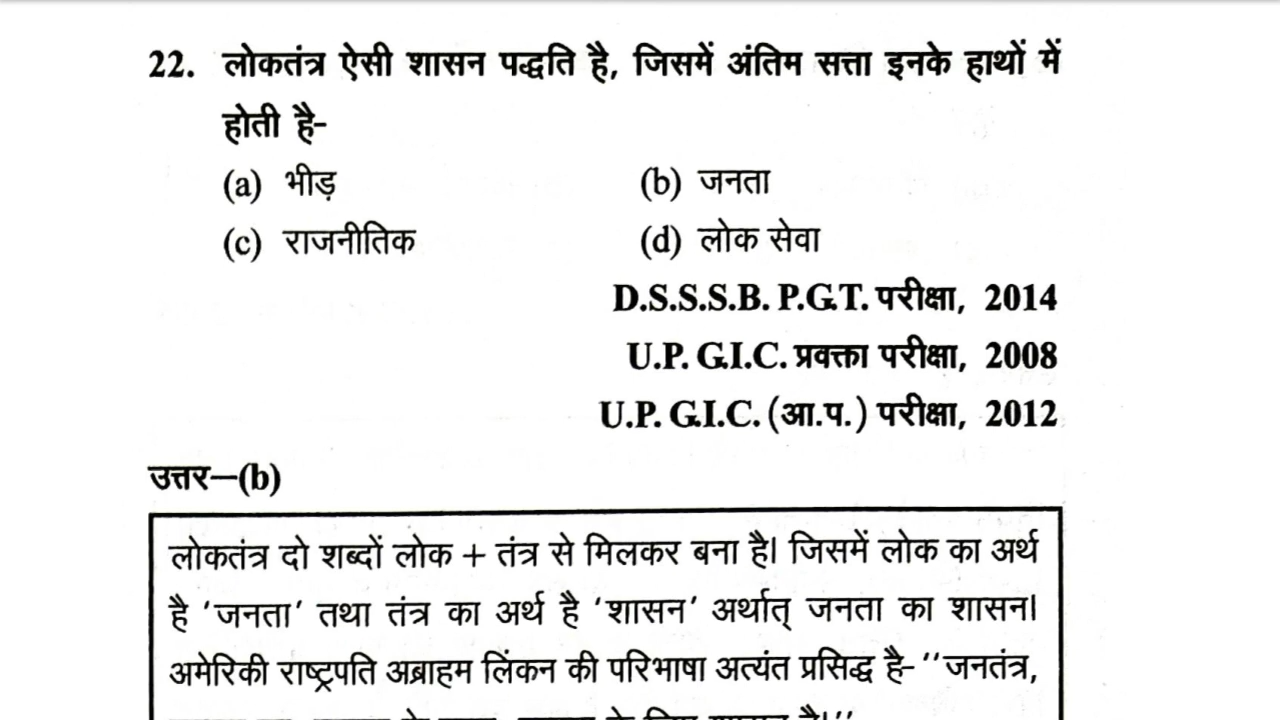 22. लोकतंत्र ऐसी शासन पद्धति है, जिसमें अंतिम सत्ता इनके हाथों में
होती है-
(a) भीड़ (b) जनता
(c) राजनीतिक (d) लोक सेवा
D.S.S.S.B. P.G.T. परीक्षा, 2014
U.P. G.I.C. प्रवक्ता परीक्षा, 2008
U.P. G.I.C. (आ.प.) परीक्षा, 2012
उत्तर—(b)
लोकतंत्र दो शब्दों लोक + तंत्र से मिलकर बना है। जिसमें लोक का अर्थ
है 'जनता' तथा तंत्र का अर्थ है 'शासन' अर्थात् जनता का शासन।
अमेरिकी राष्ट्रपति अब्राहम लिंकन की परिभाषा अत्यंत प्रसिद्ध है- ''जनतंत्र,